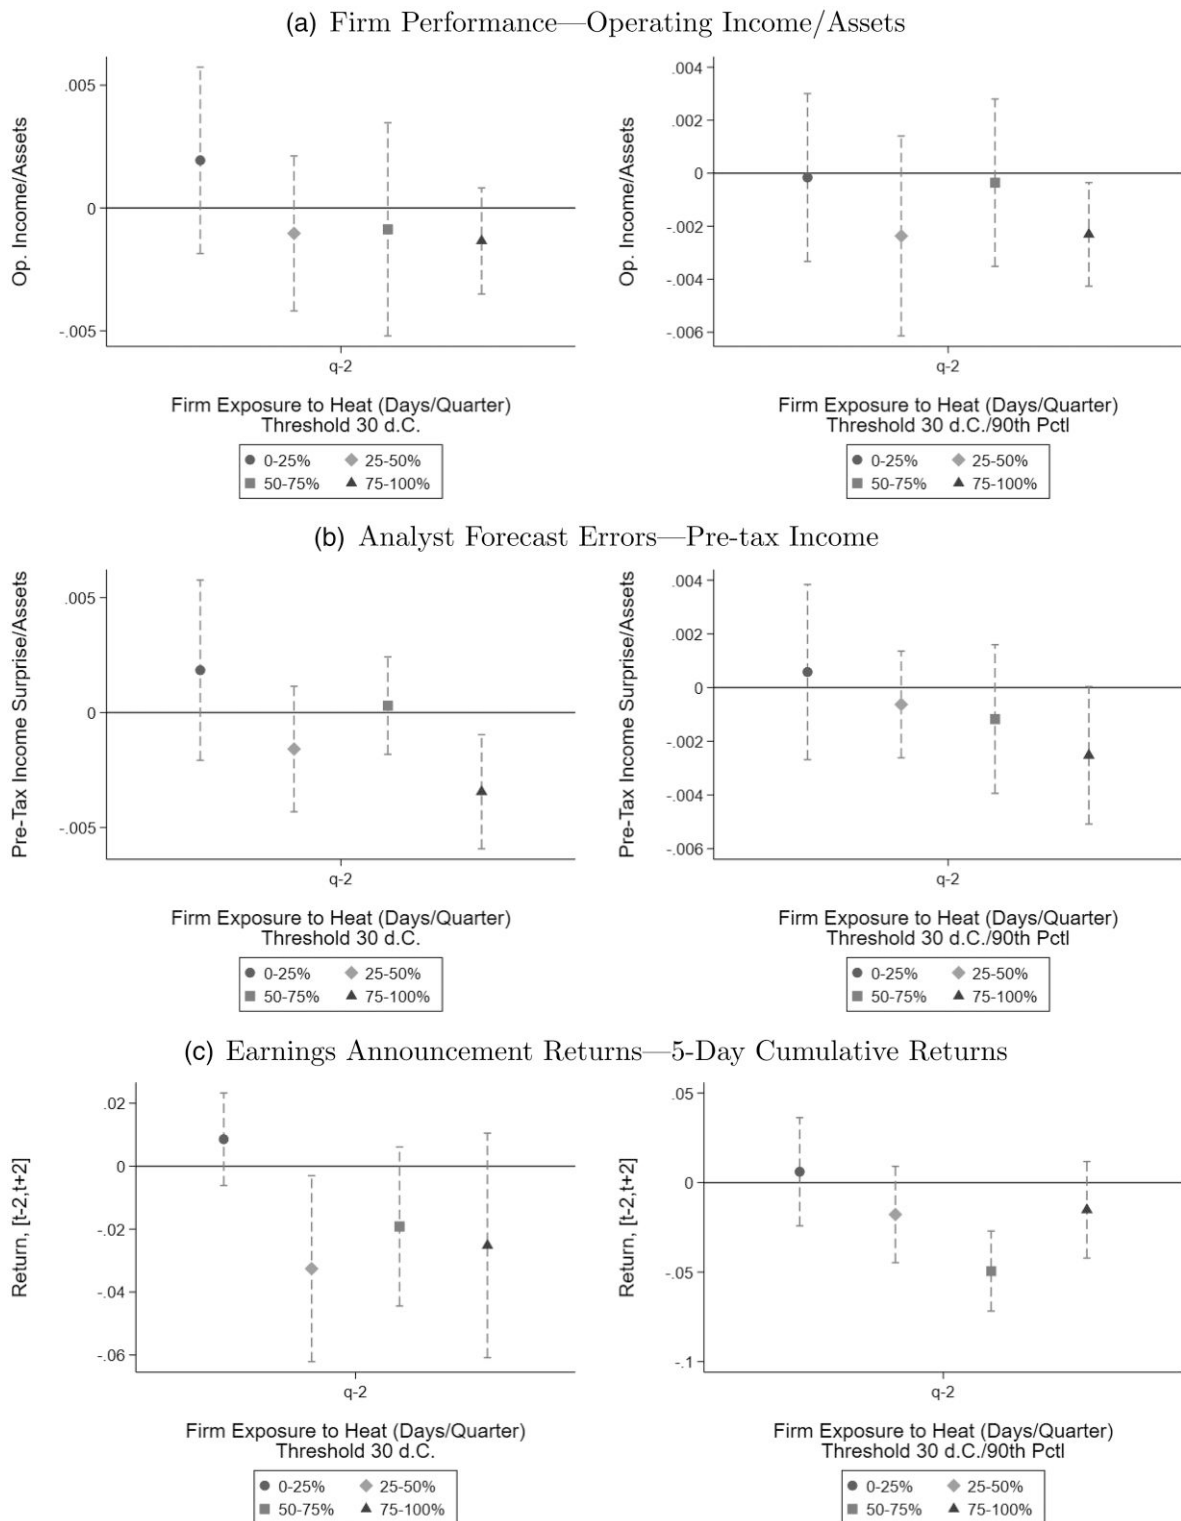 (a) Firm Performance—Operating Income/Assets
Op. Income/Assets
.005
0
-.005
q-2
Firm Exposure to Heat (Days/Quarter)
Threshold 30 d.C.
0-25% 25-50%
50-75% 75-100%
Op. Income/Assets
.004
.002
0
-.002
-.004
-.006
q-2
Firm Exposure to Heat (Days/Quarter)
Threshold 30 d.C./90th Pctl
0-25% 25-50%
50-75% 75-100%
(b) Analyst Forecast Errors—Pre-tax Income
Pre-Tax Income Surprise/Assets
.005
0
-.005
q-2
Firm Exposure to Heat (Days/Quarter)
Threshold 30 d.C.
0-25% 25-50%
50-75% 75-100%
Pre-Tax Income Surprise/Assets
.004
.002
0
-.002
-.004
-.006
q-2
Firm Exposure to Heat (Days/Quarter)
Threshold 30 d.C./90th Pctl
0-25% 25-50%
50-75% 75-100%
(c) Earnings Announcement Returns—5-Day Cumulative Returns
Return, [t-2,t+2]
.02
0
-.02
-.04
-.06
q-2
Firm Exposure to Heat (Days/Quarter)
Threshold 30 d.C.
0-25% 25-50%
50-75% 75-100%
Return, [t-2,t+2]
.05
0
-.05
-.1
q-2
Firm Exposure to Heat (Days/Quarter)
Threshold 30 d.C./90th Pctl
0-25% 25-50%
50-75% 75-100%